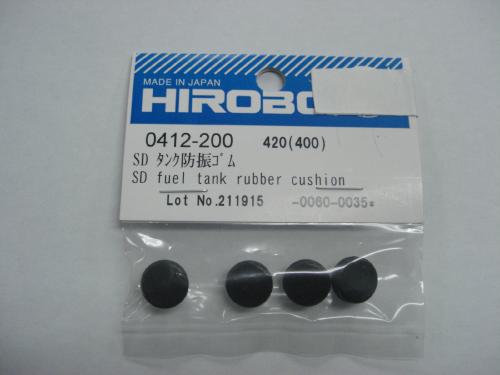 MADE IN JAPAN
HIROBO
0412-200 420(400)
SD タンク防振ゴム
SD fuel tank rubber cushion
Lot No.211915 -0060-0035*